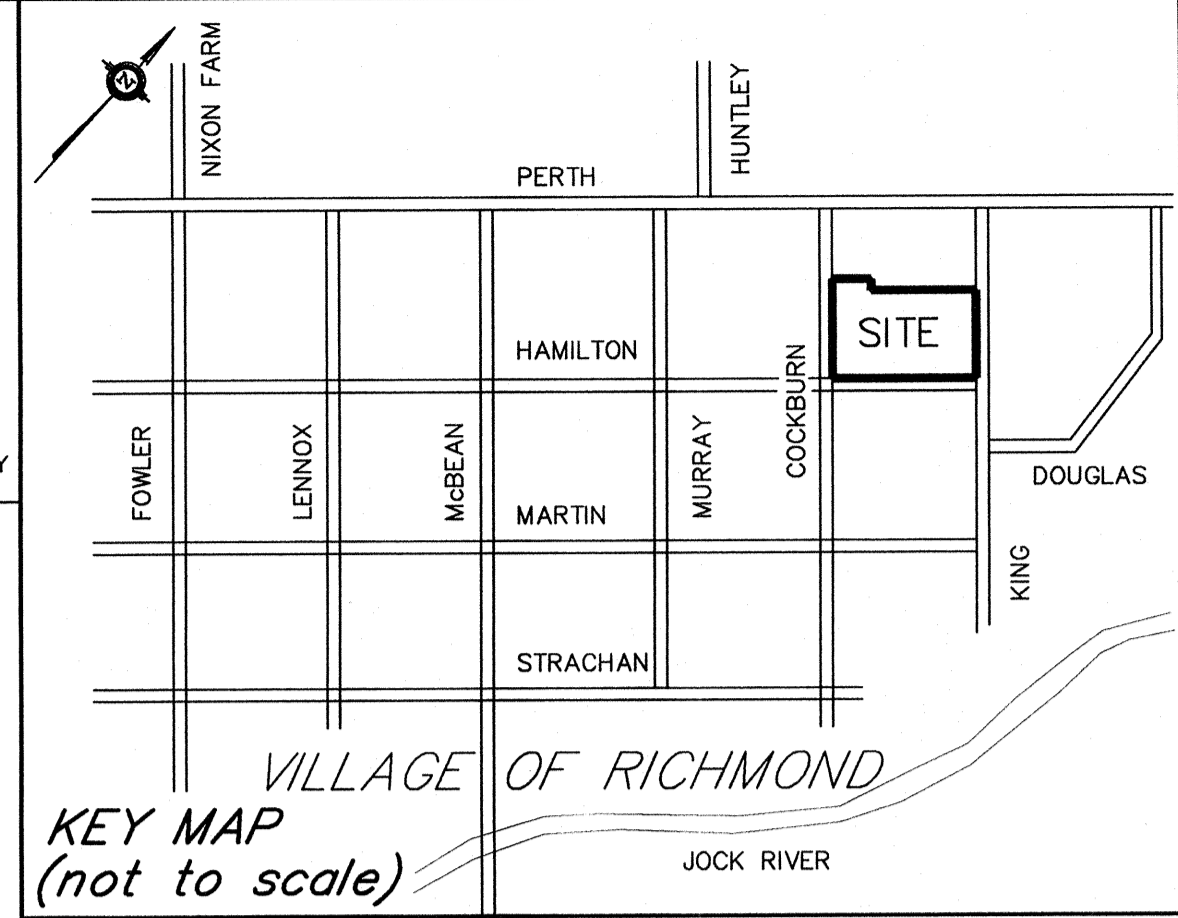 N
NIXON FARM
HUNTLEY
PERTH
HAMILTON
SITE
COCKBURN
FOWLER
LENNOX
McBEAN
MURRAY
MARTIN
DOUGLAS
KING
STRACHAN
VILLAGE OF RICHMOND
KEY MAP
(not to scale)
JOCK RIVER
Y